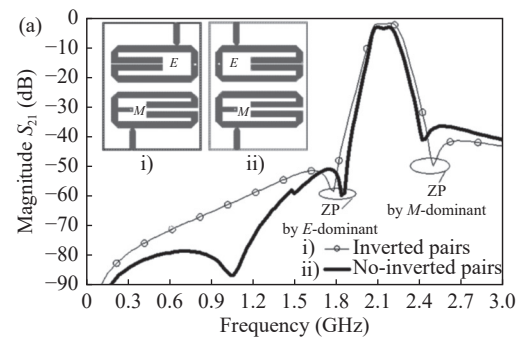 (a)
0
−10
−20
−30
−40
−50
−60
−70
−80
−90
Magnitude S21 (dB)
E
E
M
M
i)
ii)
ZP
by E-dominant
ZP
by M-dominant
i) Inverted pairs
ii) No-inverted pairs
0 0.3 0.6 0.9 1.2 1.5 1.8 2.1 2.4 2.7 3.0
Frequency (GHz)